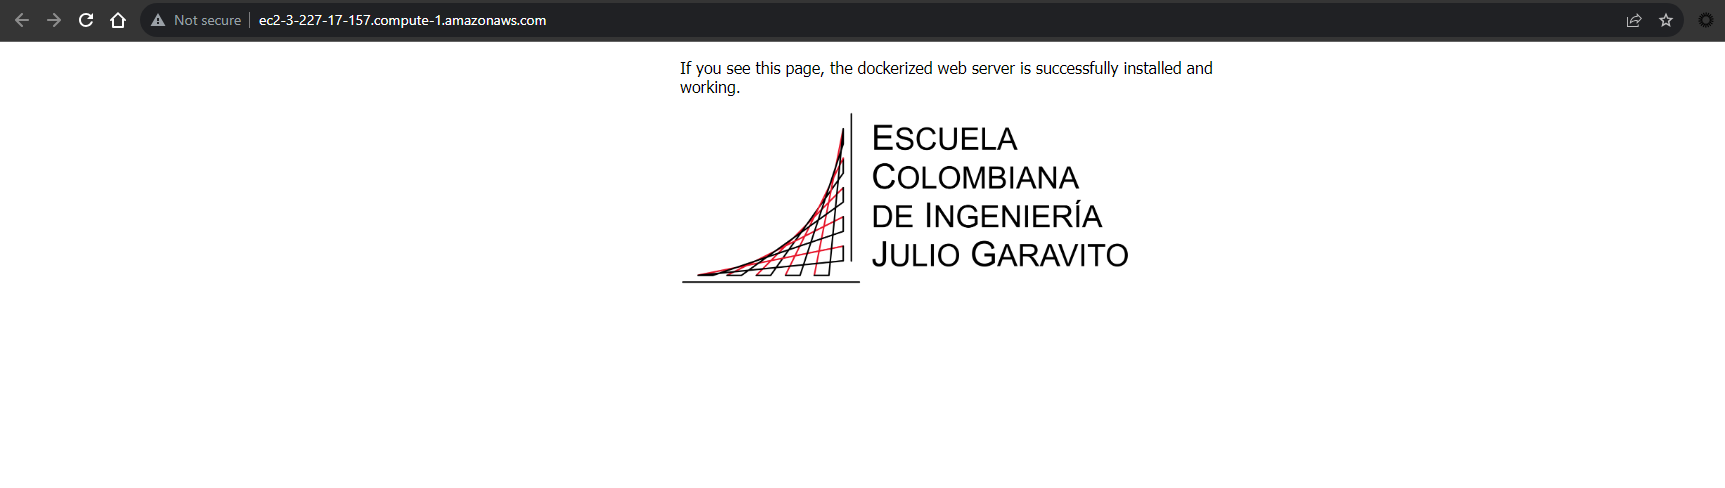 Not secure ec2-3-227-17-157.compute-1.amazonaws.com
If you see this page, the dockerized web server is successfully installed and
working.
ESCUELA
COLOMBIANA
DE INGENIERÍA
JULIO GARAVITO